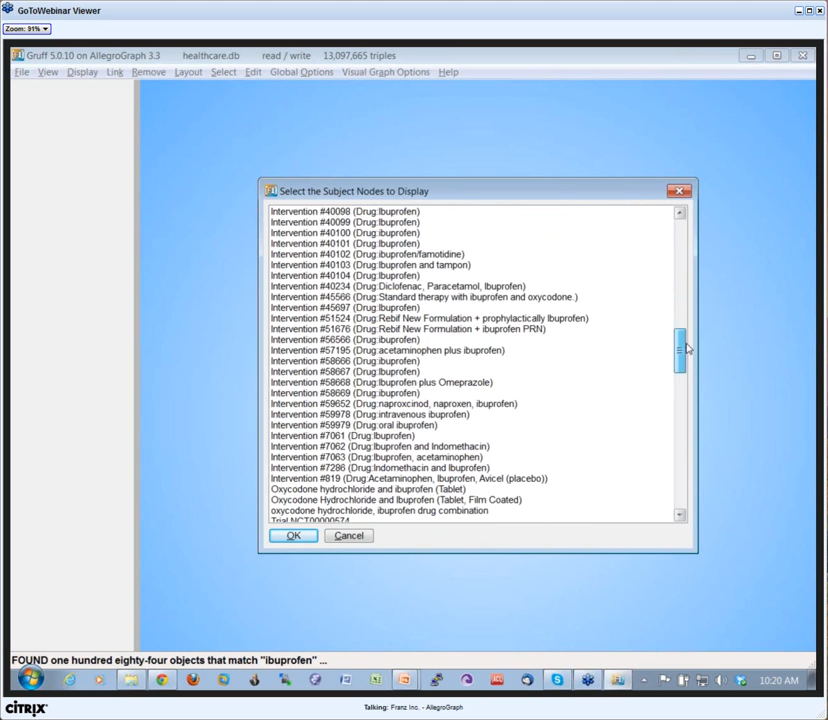 GoToWebinar Viewer
Zoom: 91%
Gruff 5.0.10 on AllegroGraph 3.3 healthcare.db read / write 13,097,665 triples
File View Display Link Remove Layout Select Edit Global Options Visual Graph Options Help
Select the Subject Nodes to Display
Intervention #40098 (Drug:Ibuprofen)
Intervention #40099 (Drug:Ibuprofen)
Intervention #40100 (Drug:ibuprofen)
Intervention #40101 (Drug:Ibuprofen)
Intervention #40102 (Drug:ibuprofen/famotidine)
Intervention #40103 (Drug:Ibuprofen and tampon)
Intervention #40104 (Drug:Ibuprofen)
Intervention #40234 (Drug:Diclofenac, Paracetamol, Ibuprofen)
Intervention #45566 (Drug:Standard therapy with ibuprofen and oxycodone.)
Intervention #45697 (Drug:Ibuprofen)
Intervention #51524 (Drug:Rebif New Formulation + prophylactically Ibuprofen)
Intervention #51676 (Drug:Rebif New Formulation + ibuprofen PRN)
Intervention #56566 (Drug:ibuprofen)
Intervention #57195 (Drug:acetaminophen plus ibuprofen)
Intervention #58666 (Drug:ibuprofen)
Intervention #58667 (Drug:ibuprofen)
Intervention #58668 (Drug:Ibuprofen plus Omeprazole)
Intervention #58669 (Drug:ibuprofen)
Intervention #59652 (Drug:naproxcinod, naproxen, ibuprofen)
Intervention #59978 (Drug:intravenous ibuprofen)
Intervention #59979 (Drug:oral ibuprofen)
Intervention #7061 (Drug:Ibuprofen)
Intervention #7062 (Drug:Ibuprofen and Indomethacin)
Intervention #7063 (Drug:Ibuprofen, acetaminophen)
Intervention #7286 (Drug:Indomethacin and Ibuprofen)
Intervention #819 (Drug:Acetaminophen, Ibuprofen, Avicel (placebo))
Oxycodone hydrochloride and ibuprofen (Tablet)
Oxycodone Hydrochloride and Ibuprofen (Tablet, Film Coated)
oxycodone hydrochloride, ibuprofen drug combination
Trial NCT00000574
OK Cancel
FOUND one hundred eighty-four objects that match "ibuprofen" ...
10:20 AM
CITRIX Talking: Franz Inc. - AllegroGraph